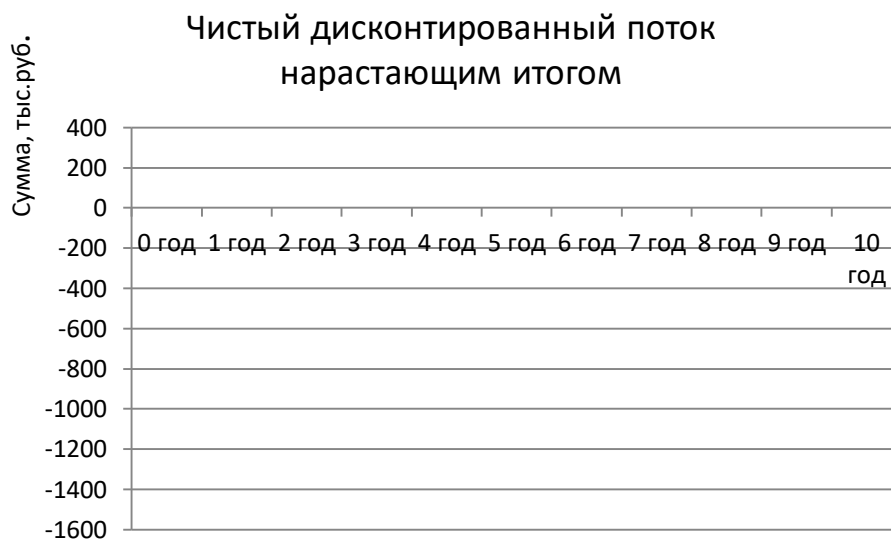 Чистый дисконтированный поток
нарастающим итогом
Сумма, тыс.руб.
400
200
0
-200
-400
-600
-800
-1000
-1200
-1400
-1600
0 год 1 год 2 год 3 год 4 год 5 год 6 год 7 год 8 год 9 год 10
год